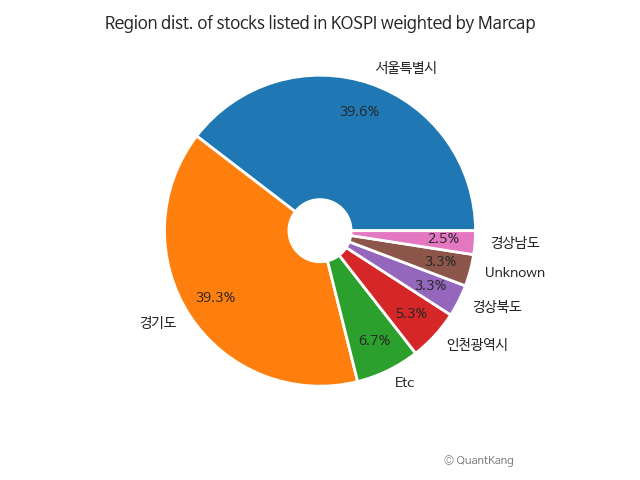 Region dist. of stocks listed in KOSPI weighted by Marcap
서울특별시
39.6%
39.3%
경기도
6.7%
Etc
5.3%
인천광역시
3.3%
경상북도
3.3%
Unknown
2.5%
경상남도
© QuantKang